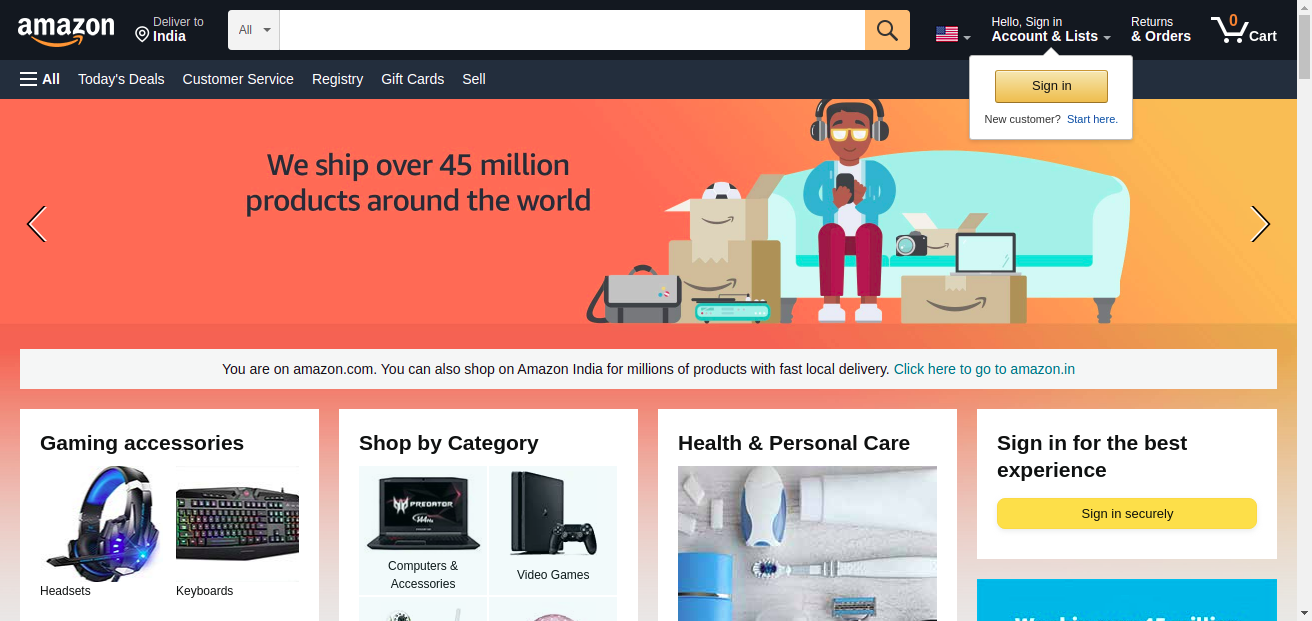 amazon
Deliver to
India
All
Hello, Sign in
Account & Lists
Returns
& Orders
0
Cart
All
Today's Deals
Customer Service
Registry
Gift Cards
Sell
Sign in
New customer? Start here.
We ship over 45 million
products around the world
You are on amazon.com. You can also shop on Amazon India for millions of products with fast local delivery. Click here to go to amazon.in
Gaming accessories
Headsets
Keyboards
Shop by Category
PREDATOR
144Hz
Computers &
Accessories
Video Games
Health & Personal Care
Sign in for the best
experience
Sign in securely